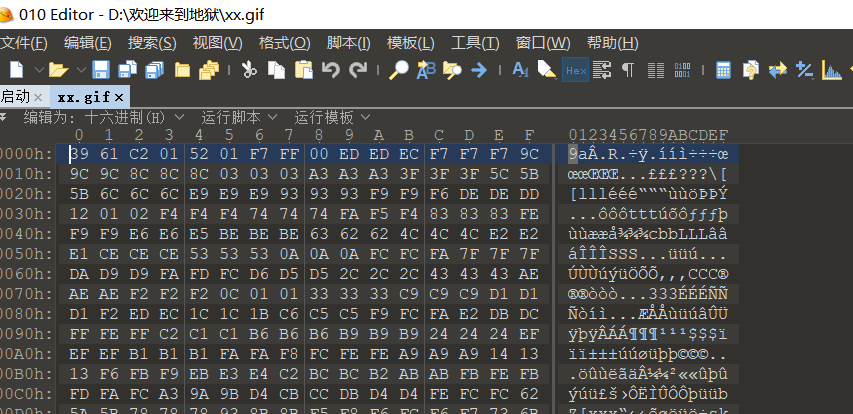 010 Editor - D:\欢迎来到地狱\xx.gif
文件(F) 编辑(E) 搜索(S) 视图(V) 格式(O) 脚本(I) 模板(L) 工具(T) 窗口(W) 帮助(H)
Hex
启动 × xx.gif ×
编辑为: 十六进制(H) 运行脚本 运行模板
0 1 2 3 4 5 6 7 8 9 A B C D E F 0123456789ABCDEF
0000h: 39 61 C2 01 52 01 F7 FF 00 ED ED EC F7 F7 F7 9C 9aÂ.R.÷ÿ.ííì÷÷÷œ
0010h: 9C 9C 8C 8C 8C 03 03 03 A3 A3 A3 3F 3F 3F 5C 5B œœŒŒŒ...£££???\[
0020h: 5B 6C 6C 6C E9 E9 E9 93 93 93 F9 F9 F6 DE DE DD [lllééé“““ùùöÞÞÝ
0030h: 12 01 02 F4 F4 F4 74 74 74 FA F5 F4 83 83 83 FE ...ôôôtttúõôƒƒƒþ
0040h: F9 F9 E6 E6 E5 BE BE BE 63 62 62 4C 4C 4C E2 E2 ùùææå¾¾¾cbbLLLââ
0050h: E1 CE CE CE 53 53 53 0A 0A 0A FC FC FA 7F 7F 7F áÎÎÎSSS...üüú...
0060h: DA D9 D9 FA FD FC D6 D5 D5 2C 2C 2C 43 43 43 AE ÚÙÙúýüÖÕÕ,,,CCC®
0070h: AE AE F2 F2 F2 0C 01 01 33 33 33 C9 C9 C9 D1 D1 ®®òòò...333ÉÉÉÑÑ
0080h: D1 F2 ED EC 1C 1C 1B C6 C5 C5 F9 FC FA E2 DB DC Ñòíì...ÆÅÅùüúâÛÜ
0090h: FF FE FF C2 C1 C1 B6 B6 B6 B9 B9 B9 24 24 24 EF ÿþÿÂÁÁ¶¶¶¹¹¹$$$ï
00A0h: EF EF B1 B1 B1 FA FA F8 FC FE FE A9 A9 A9 14 13 ïï±±±úúøüþþ©©©..
00B0h: 13 F6 FB F9 EB E3 E4 C2 BC BC B2 AB AB FB FE FB .öûùëãäÂ¼¼²««ûþû
00C0h: FD FA FC A3 9A 9B D4 CB CC DB D4 D4 FE FC FC 62 ýúü£š›ÔËÌÛÔÔþüüb